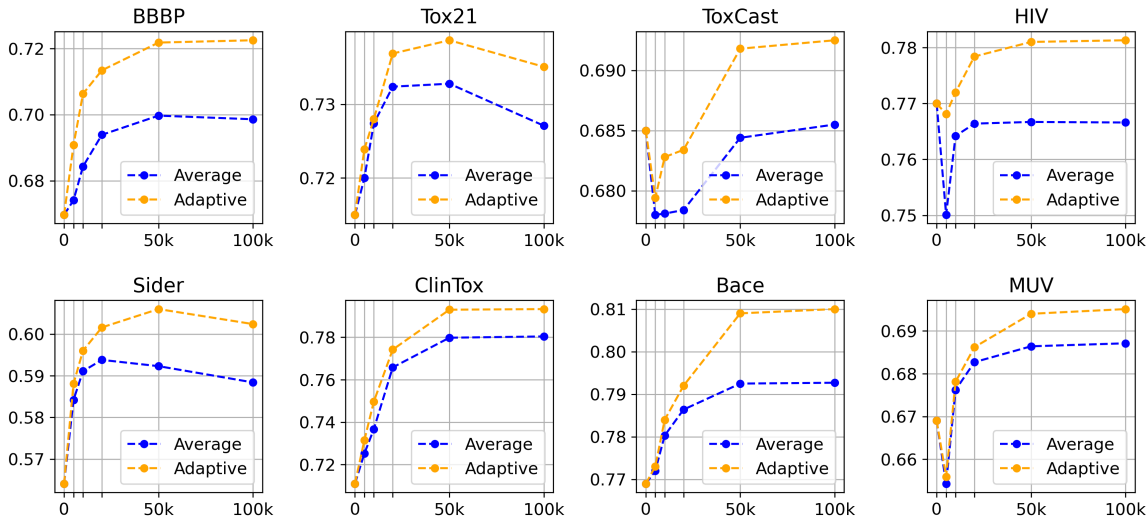 BBBP
Tox21
ToxCast
HIV
0.72
0.70
0.68
0 50k 100k
Average
Adaptive
0.73
0.72
0 50k 100k
Average
Adaptive
0.690
0.685
0.680
0 50k 100k
Average
Adaptive
0.78
0.77
0.76
0.75
0 50k 100k
Average
Adaptive
Sider
ClinTox
Bace
MUV
0.60
0.59
0.58
0.57
0 50k 100k
Average
Adaptive
0.78
0.76
0.74
0.72
0 50k 100k
Average
Adaptive
0.81
0.80
0.79
0.78
0.77
0 50k 100k
Average
Adaptive
0.69
0.68
0.67
0.66
0 50k 100k
Average
Adaptive